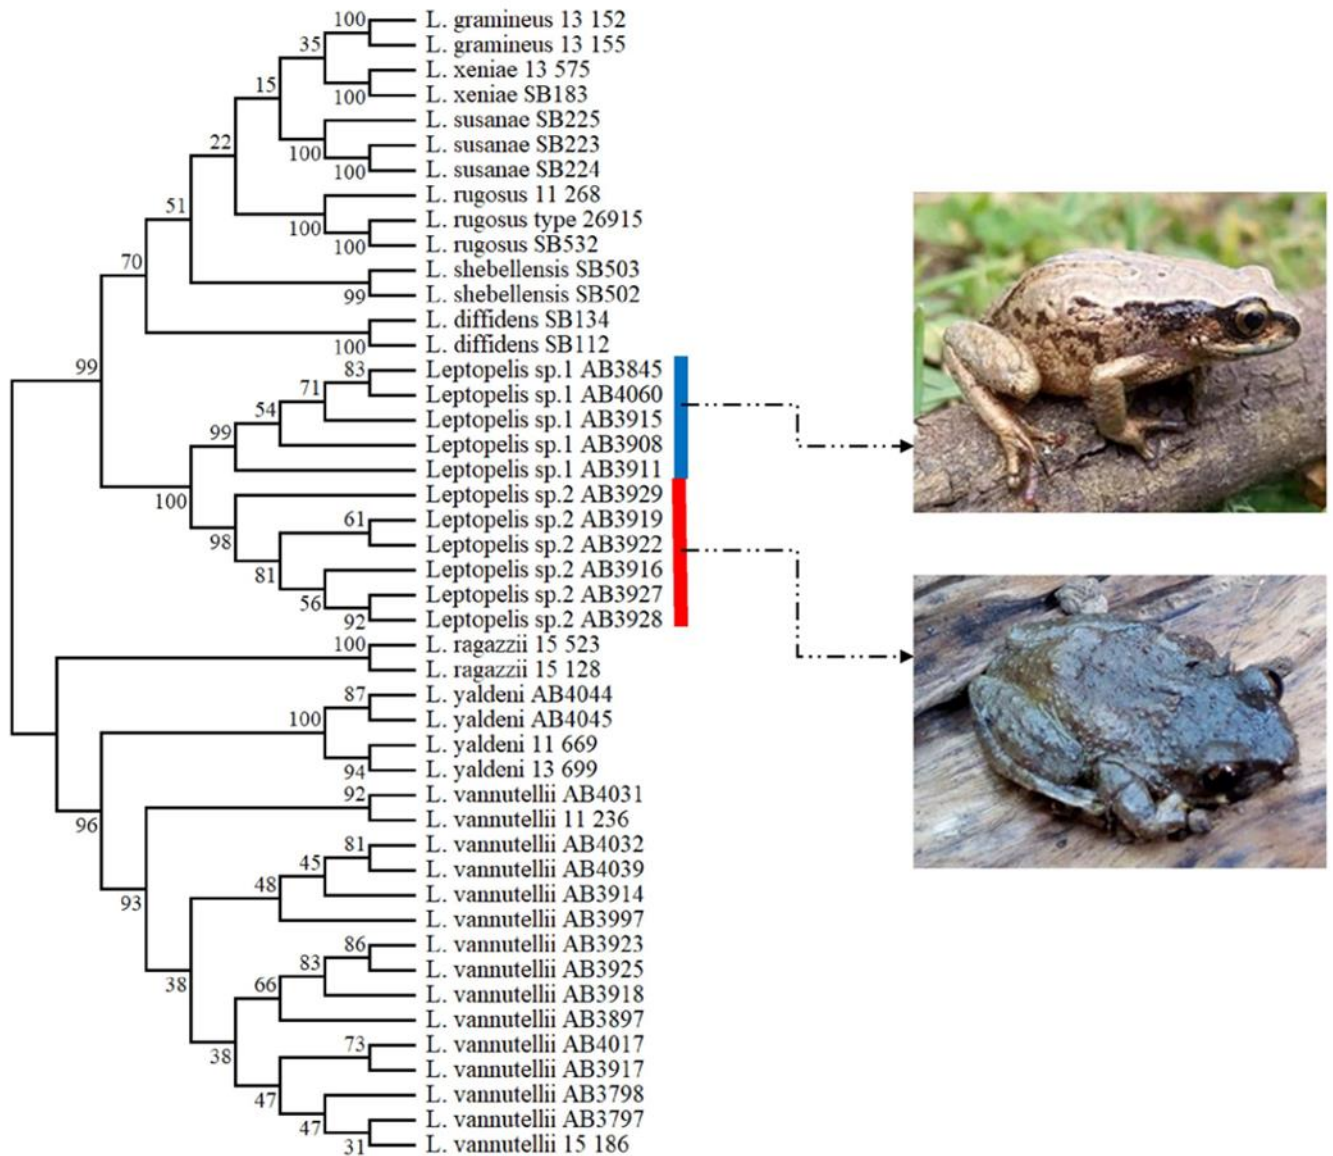 100 L. gramineus 13 152
35 L. gramineus 13 155
L. xeniae 13 575
15 100 L. xeniae SB183
L. susanae SB225
22 100 L. susanae SB223
100 L. susanae SB224
L. rugosus 11 268
51 100 L. rugosus type 26915
100 L. rugosus SB532
70 L. shebellensis SB503
99 L. shebellensis SB502
L. diffidens SB134
99 100 L. diffidens SB112
83 Leptopelis sp.1 AB3845
71 Leptopelis sp.1 AB4060
54 Leptopelis sp.1 AB3915
99 Leptopelis sp.1 AB3908
Leptopelis sp.1 AB3911
100 Leptopelis sp.2 AB3929
61 Leptopelis sp.2 AB3919
98 Leptopelis sp.2 AB3922
81 Leptopelis sp.2 AB3916
56 Leptopelis sp.2 AB3927
92 Leptopelis sp.2 AB3928
100 L. ragazzii 15 523
L. ragazzii 15 128
87 L. yaldeni AB4044
100 L. yaldeni AB4045
L. yaldeni 11 669
94 L. yaldeni 13 699
92 L. vannutellii AB4031
96 L. vannutellii 11 236
81 L. vannutellii AB4032
45 L. vannutellii AB4039
48 L. vannutellii AB3914
93 L. vannutellii AB3997
86 L. vannutellii AB3923
83 L. vannutellii AB3925
38 66 L. vannutellii AB3918
L. vannutellii AB3897
38 73 L. vannutellii AB4017
L. vannutellii AB3917
47 L. vannutellii AB3798
47 L. vannutellii AB3797
31 L. vannutellii 15 186